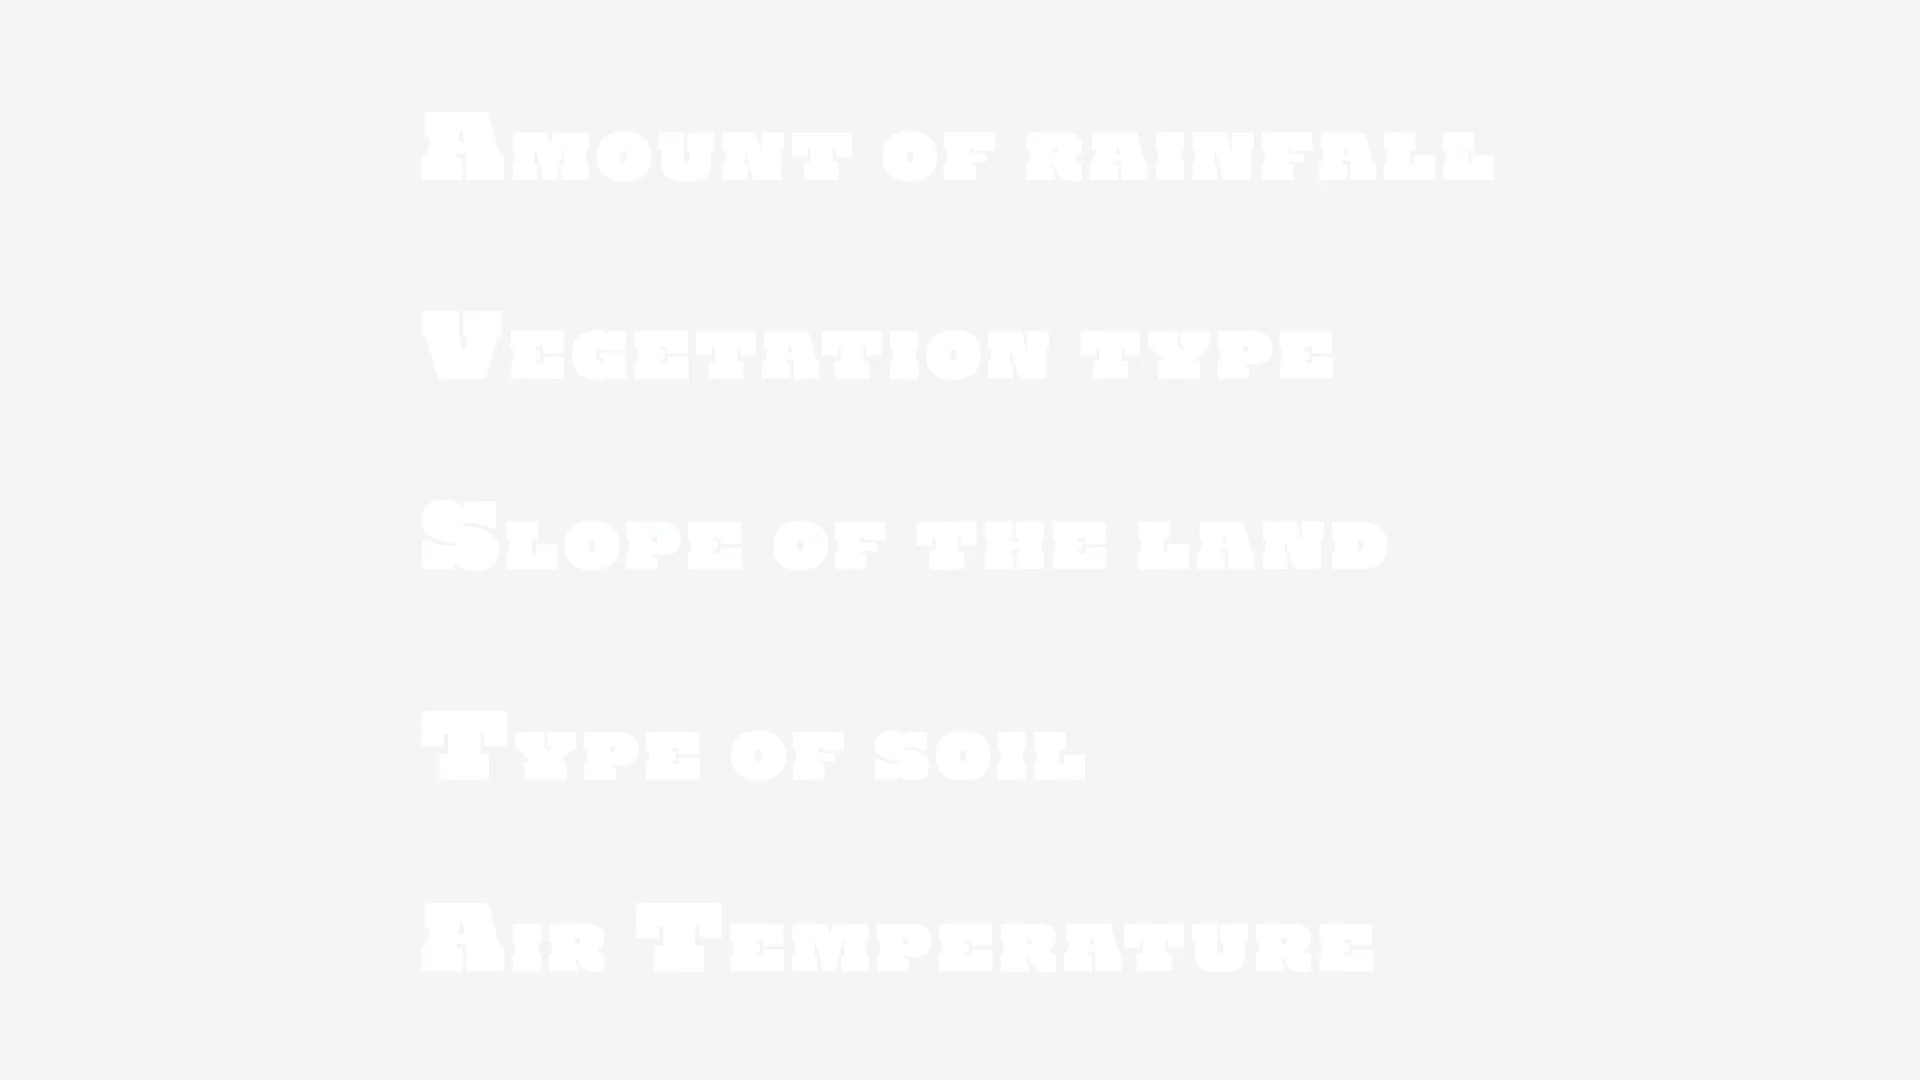 Amount of rainfall
Vegetation type
Slope of the land
Type of soil
Air Temperature